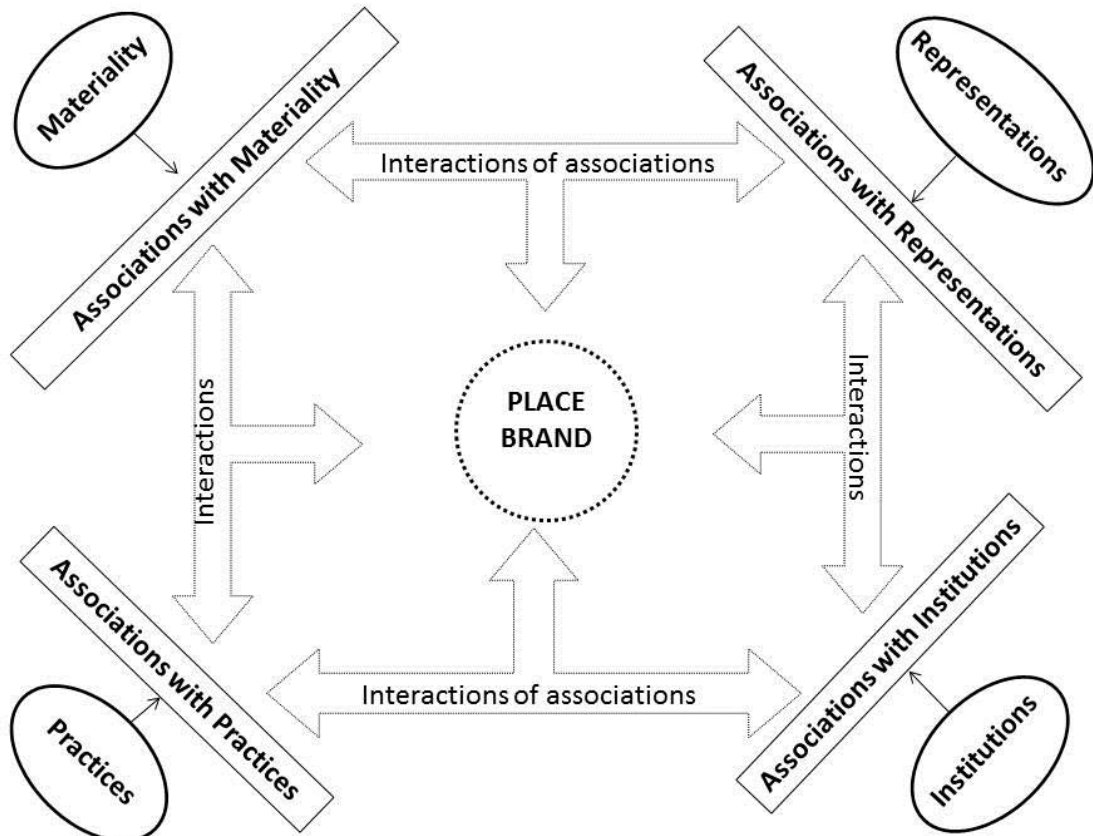 Materiality
Associations with Materiality
Representations
Associations with Representations
Interactions of associations
Interactions
PLACE
BRAND
Interactions
Associations with Practices
Practices
Interactions of associations
Associations with Institutions
Institutions